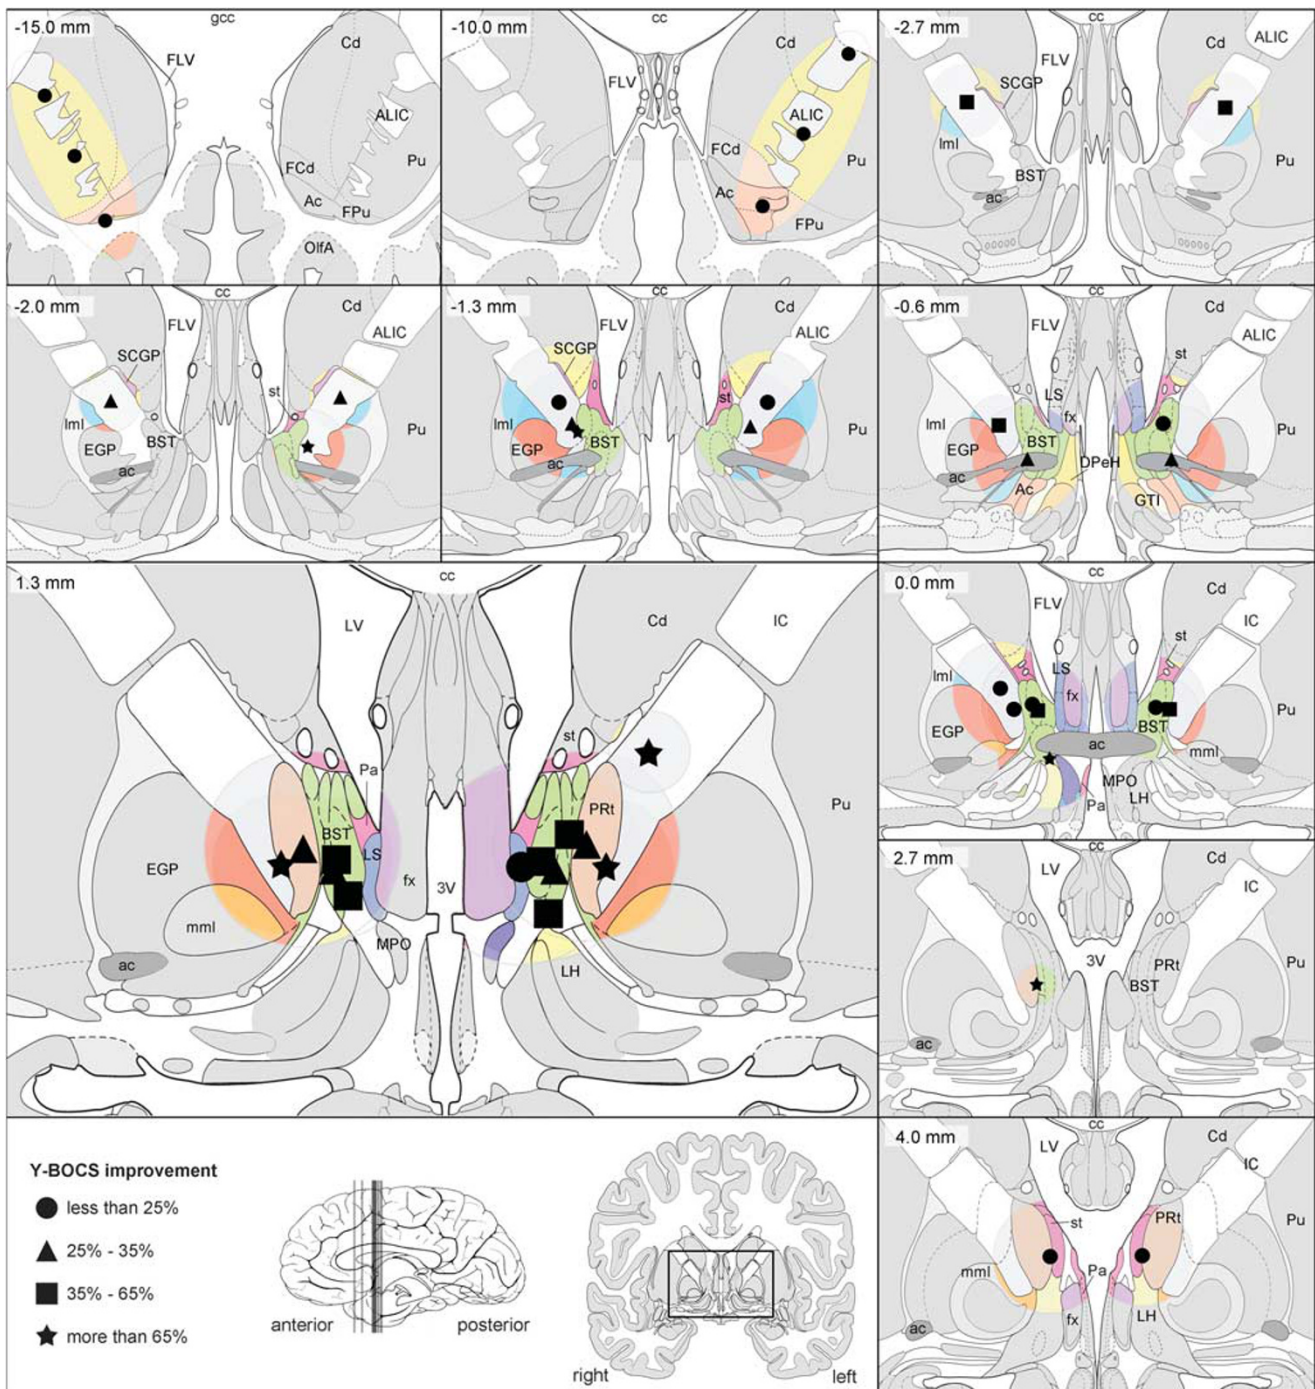 -15.0 mm
gcc
Cd
FLV
ALIC
Pu
FCd
Ac
FPu
OlfA
-10.0 mm
cc
Cd
FLV
ALIC
FCd
Pu
Ac
FPu
-2.7 mm
cc
Cd
ALIC
FLV
SCGP
lml
BST
Pu
ac
-2.0 mm
cc
Cd
FLV
ALIC
SCGP
st
lml
EGP
BST
Pu
ac
-1.3 mm
cc
Cd
FLV
ALIC
SCGP
st
lml
EGP
BST
Pu
ac
-0.6 mm
cc
Cd
FLV
ALIC
st
LS
lml
fx
BST
EGP
Pu
DPeH
ac
Ac
GTI
1.3 mm
cc
LV
Cd
IC
st
Pa
PRt
Pu
BST
LS
EGP
fx
3V
mml
MPO
ac
LH
0.0 mm
cc
Cd
FLV
IC
st
LS
lml
fx
Pu
EGP
BST
ac
mml
MPO
Pa
LH
2.7 mm
LV
cc
Cd
IC
3V
PRt
Pu
BST
ac
4.0 mm
cc
LV
Cd
IC
st
PRt
Pu
mml
Pa
ac
fx
LH
Y-BOCS improvement
less than 25%
25% - 35%
35% - 65%
more than 65%
anterior
posterior
right
left